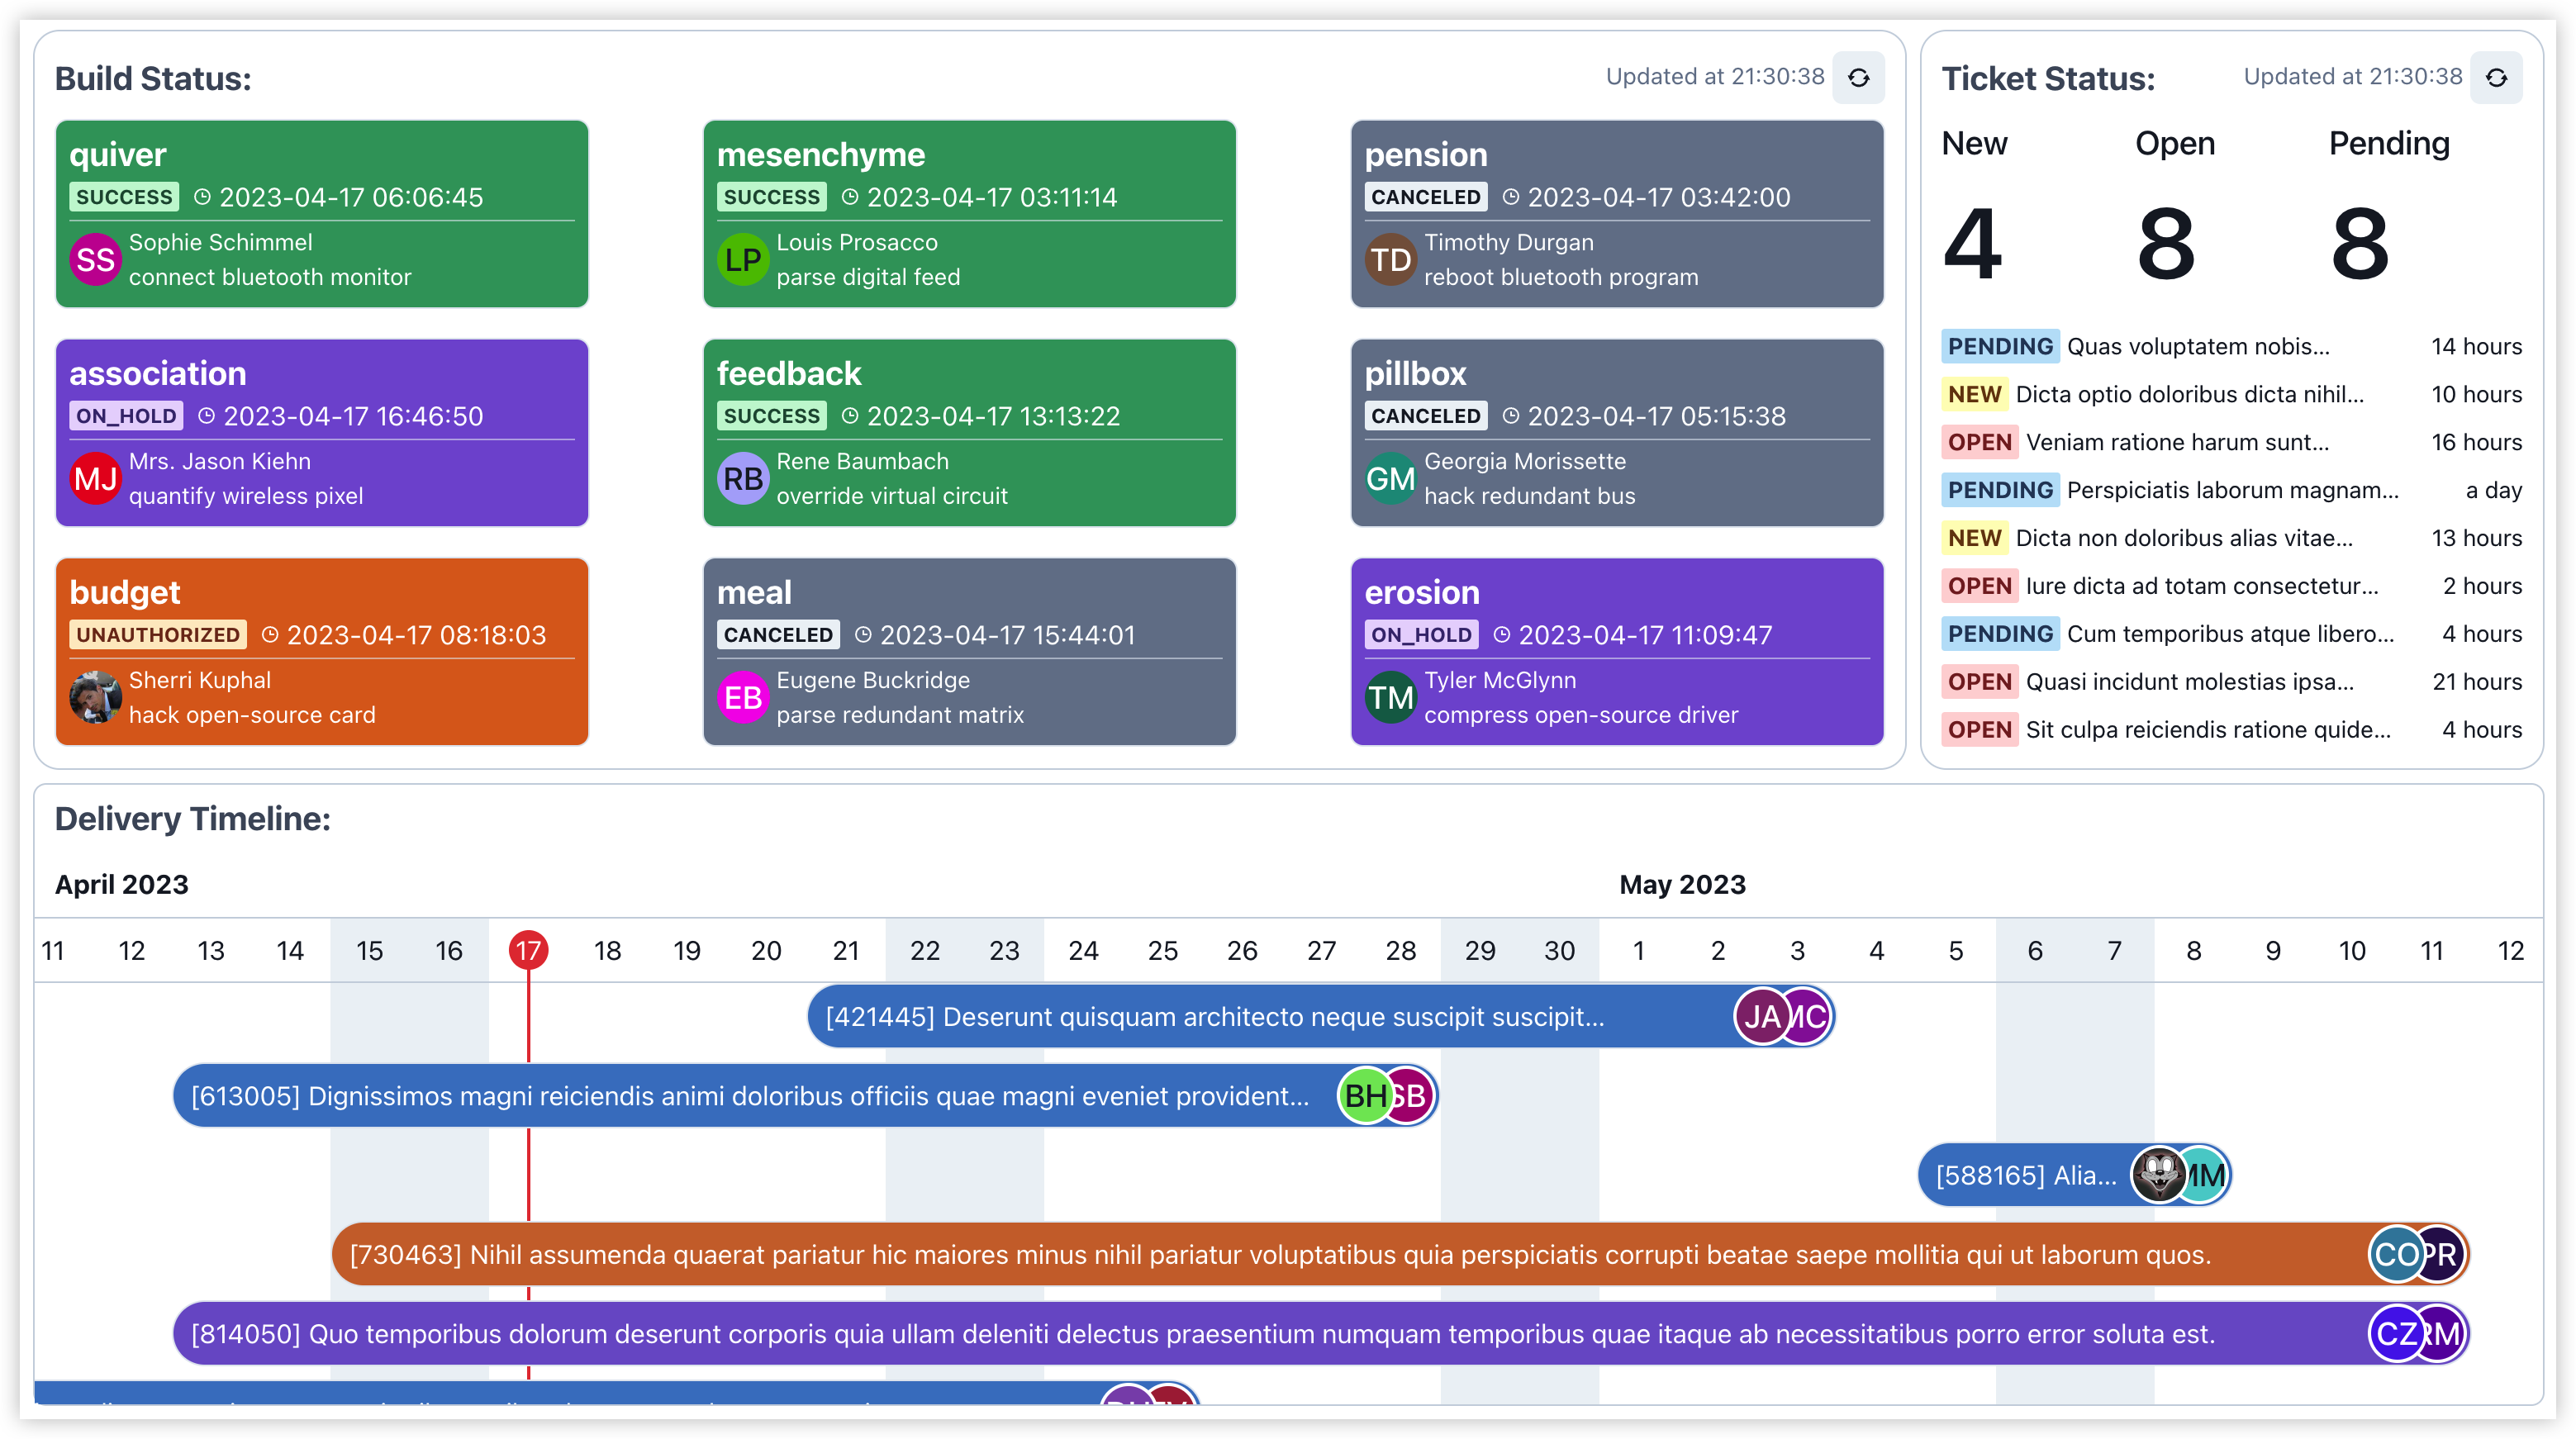 Build Status:
Updated at 21:30:38
quiver
SUCCESS 2023-04-17 06:06:45
SS Sophie Schimmel
connect bluetooth monitor
mesenchyme
SUCCESS 2023-04-17 03:11:14
LP Louis Prosacco
parse digital feed
pension
CANCELED 2023-04-17 03:42:00
TD Timothy Durgan
reboot bluetooth program
association
ON_HOLD 2023-04-17 16:46:50
MJ Mrs. Jason Kiehn
quantify wireless pixel
feedback
SUCCESS 2023-04-17 13:13:22
RB Rene Baumbach
override virtual circuit
pillbox
CANCELED 2023-04-17 05:15:38
GM Georgia Morissette
hack redundant bus
budget
UNAUTHORIZED 2023-04-17 08:18:03
Sherri Kuphal
hack open-source card
meal
CANCELED 2023-04-17 15:44:01
EB Eugene Buckridge
parse redundant matrix
erosion
ON_HOLD 2023-04-17 11:09:47
TM Tyler McGlynn
compress open-source driver
Ticket Status:
Updated at 21:30:38
New Open Pending
4 8 8
PENDING Quas voluptatem nobis... 14 hours
NEW Dicta optio doloribus dicta nihil... 10 hours
OPEN Veniam ratione harum sunt... 16 hours
PENDING Perspiciatis laborum magnam... a day
NEW Dicta non doloribus alias vitae... 13 hours
OPEN Iure dicta ad totam consectetur... 2 hours
PENDING Cum temporibus atque libero... 4 hours
OPEN Quasi incidunt molestias ipsa... 21 hours
OPEN Sit culpa reiciendis ratione quide... 4 hours
Delivery Timeline:
April 2023 May 2023
11 12 13 14 15 16 17 18 19 20 21 22 23 24 25 26 27 28 29 30 1 2 3 4 5 6 7 8 9 10 11 12
[421445] Deserunt quisquam architecto neque suscipit suscipit... JA MC
[613005] Dignissimos magni reiciendis animi doloribus officiis quae magni eveniet provident... BH SB
[588165] Alia... MM
[730463] Nihil assumenda quaerat pariatur hic maiores minus nihil pariatur voluptatibus quia perspiciatis corrupti beatae saepe mollitia qui ut laborum quos. CO PR
[814050] Quo temporibus dolorum deserunt corporis quia ullam deleniti delectus praesentium numquam temporibus quae itaque ab necessitatibus porro error soluta est. CZ RM